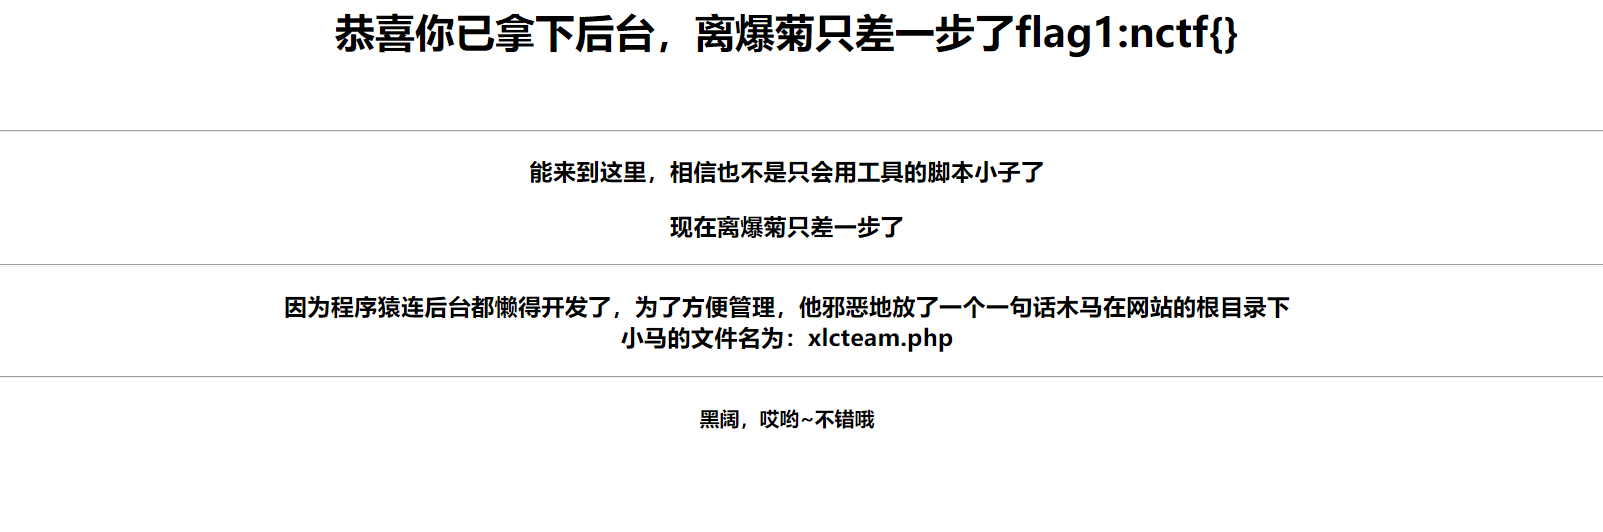 恭喜你已拿下后台，离爆菊只差一步了flag1:nctf{}
能来到这里，相信也不是只会用工具的脚本小子了
现在离爆菊只差一步了
因为程序猿连后台都懒得开发了，为了方便管理，他邪恶地放了一个一句话木马在网站的根目录下
小马的文件名为：xlcteam.php
黑阔，哎哟~不错哦